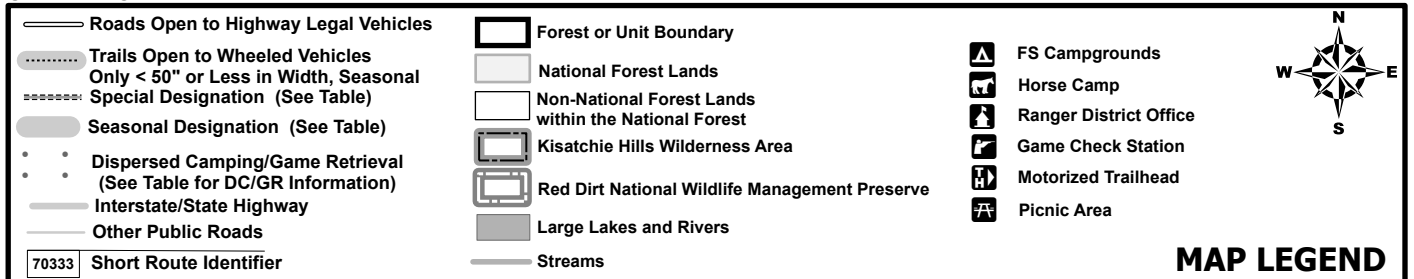 Roads Open to Highway Legal Vehicles
Trails Open to Wheeled Vehicles
Only < 50" or Less in Width, Seasonal
Special Designation (See Table)
Seasonal Designation (See Table)
Dispersed Camping/Game Retrieval
(See Table for DC/GR Information)
Interstate/State Highway
Other Public Roads
70333 Short Route Identifier
Forest or Unit Boundary
National Forest Lands
Non-National Forest Lands
within the National Forest
Kisatchie Hills Wilderness Area
Red Dirt National Wildlife Management Preserve
Large Lakes and Rivers
Streams
FS Campgrounds
Horse Camp
Ranger District Office
Game Check Station
TH Motorized Trailhead
Picnic Area
N
W E
S
MAP LEGEND